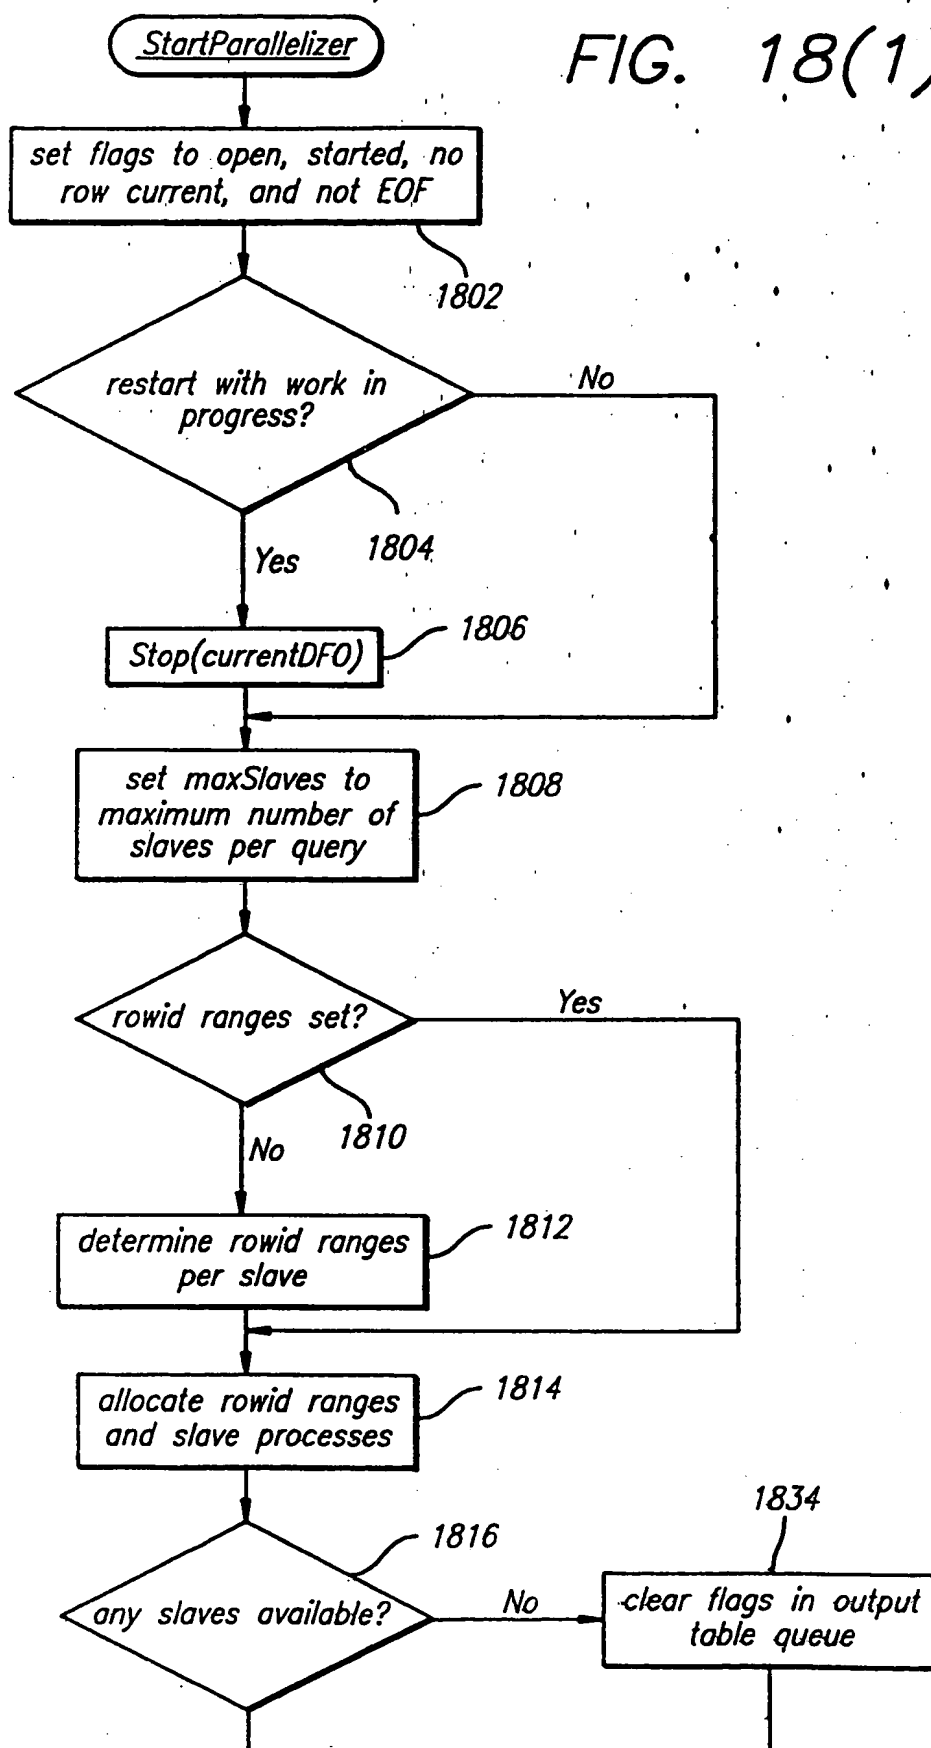 StartParallelizer
FIG. 18(1)
set flags to open, started, no
row current, and not EOF
1802
restart with work in
progress?
No
1804
Yes
Stop(currentDFO)
1806
set maxSlaves to
maximum number of
slaves per query
1808
rowid ranges set?
Yes
1810
No
determine rowid ranges
per slave
1812
allocate rowid ranges
and slave processes
1814
1834
1816
any slaves available?
No
clear flags in output
table queue